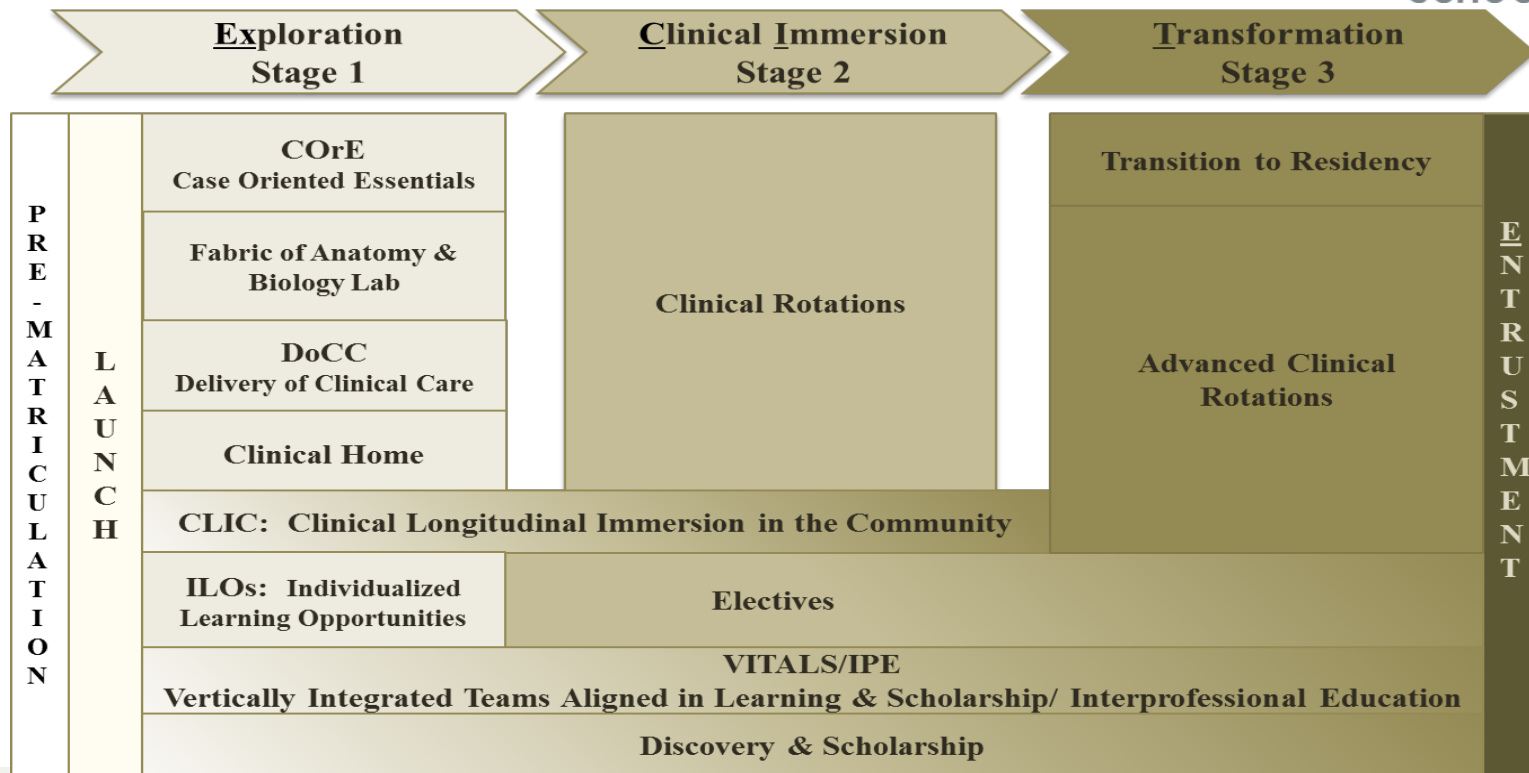 Exploration
Stage 1
Clinical Immersion
Stage 2
Transformation
Stage 3
PRE-MATRICULATION
LAUNCH
COrE
Case Oriented Essentials
Fabric of Anatomy &
Biology Lab
DoCC
Delivery of Clinical Care
Clinical Home
Clinical Rotations
Transition to Residency
Advanced Clinical
Rotations
CLIC: Clinical Longitudinal Immersion in the Community
ILOs: Individualized
Learning Opportunities
Electives
VITALS/IPE
Vertically Integrated Teams Aligned in Learning & Scholarship/ Interprofessional Education
Discovery & Scholarship
ENTRUSTMENT